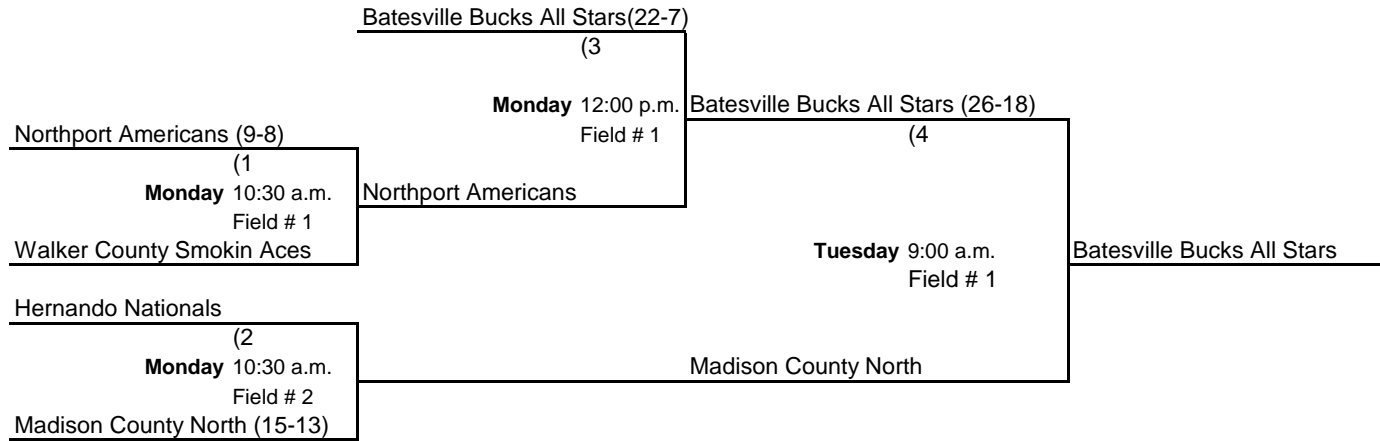 Batesville Bucks All Stars(22-7)
(3
Monday 12:00 p.m.
Batesville Bucks All Stars (26-18)
Field # 1
(4
Northport Americans (9-8)
(1
Monday 10:30 a.m.
Northport Americans
Field # 1
Walker County Smokin Aces
Tuesday 9:00 a.m.
Batesville Bucks All Stars
Field # 1
Hernando Nationals
(2
Monday 10:30 a.m.
Madison County North
Field # 2
Madison County North (15-13)